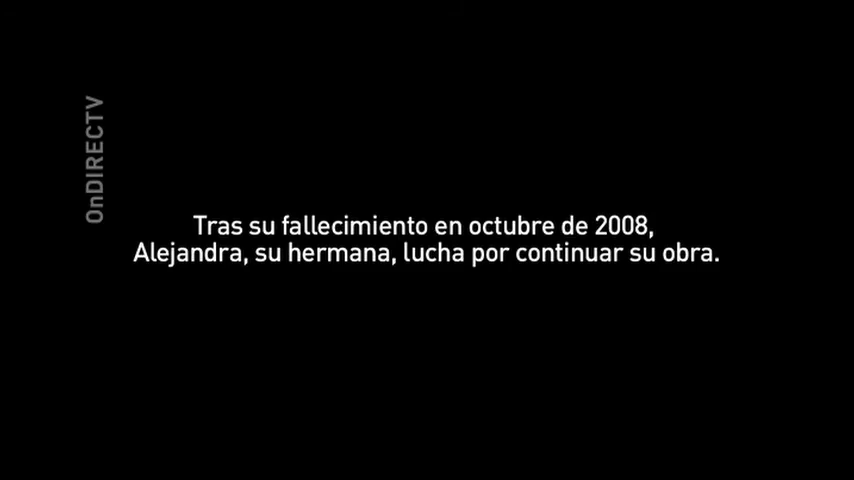 OnDIRECTV
Tras su fallecimiento en octubre de 2008,
Alejandra, su hermana, lucha por continuar su obra.